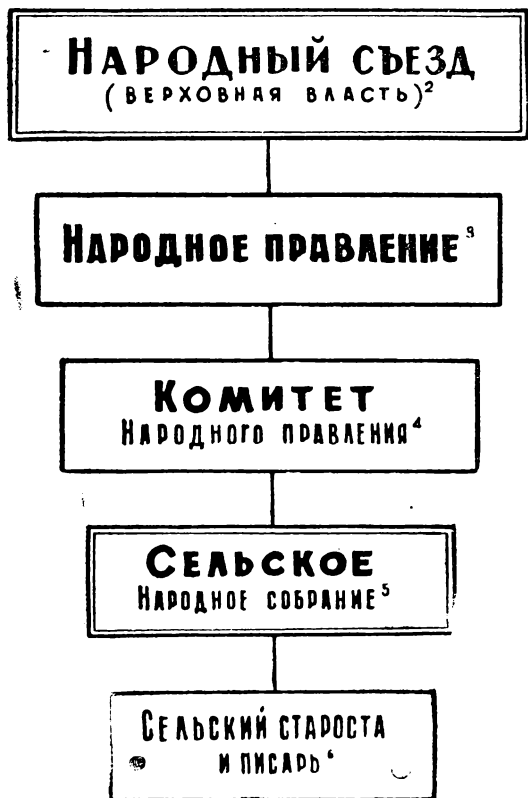 Народный съезд
(верховная власть)²
Народное правление³
Комитет
Народного правления⁴
Сельское
Народное собрание⁵
Сельский староста
и писарь⁶